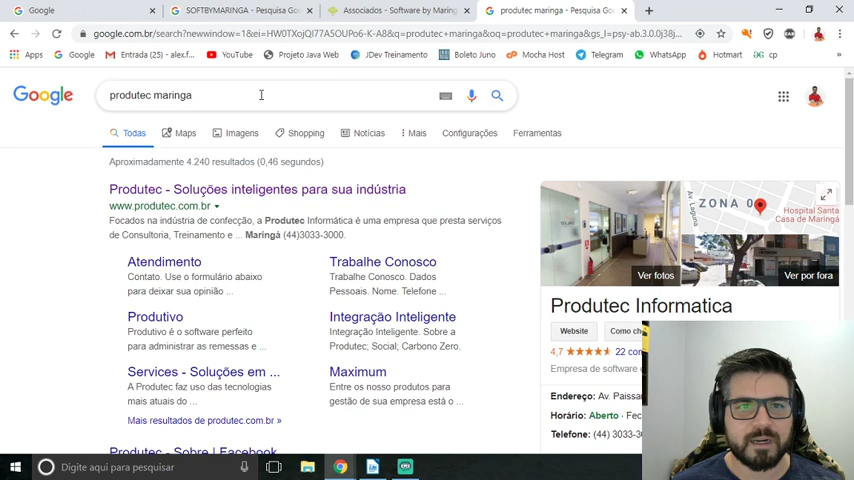 Google
SOFTBYMARINGA - Pesquisa Go
Associados - Software by Maring
produtec maringa - Pesquisa Go
google.com.br/search?newwindow=1&ei=HW0TXojQI77A5OUPo6-K-A8&q=produtec+maringa&oq=produtec+maringa&gs_l=psy-ab.3.0.0j38j...
Apps
Google
Entrada (25) - alex.f...
YouTube
Projeto Java Web
JDev Treinamento
Boleto Juno
Mocha Host
Telegram
WhatsApp
Hotmart
cp
Google
produtec maringa
Todas
Maps
Imagens
Shopping
Notícias
Mais
Configurações
Ferramentas
Aproximadamente 4.240 resultados (0,46 segundos)
Produtec - Soluções inteligentes para sua indústria
www.produtec.com.br
Focados na indústria de confecção, a Produtec Informática é uma empresa que presta serviços
de Consultoria, Treinamento e ... Maringá (44)3033-3000.
Atendimento
Contato. Use o formulário abaixo
para deixar sua opinião ...
Trabalhe Conosco
Trabalhe Conosco. Dados
Pessoais. Nome. Telefone ...
Produtivo
Produtivo é o software perfeito
para administrar as remessas e ...
Integração Inteligente
Integração Inteligente. Sobre a
Produtec; Social; Carbono Zero.
Services - Soluções em ...
A Produtec faz uso das tecnologias
mais atuais do ...
Maximum
Entre os nosso produtos para
gestão de sua empresa está o ...
Mais resultados de produtec.com.br »
Produtec - Sobre | Facebook
ZONA 0
Av. Laguna
Hospital Santa
Casa de Maringá
Ver fotos
Ver por fora
Produtec Informatica
Website
Como che
4,7
22 com
Empresa de software e
Endereço: Av. Paissan
Horário: Aberto · Fec
Telefone: (44) 3033-3
Digite aqui para pesquisar